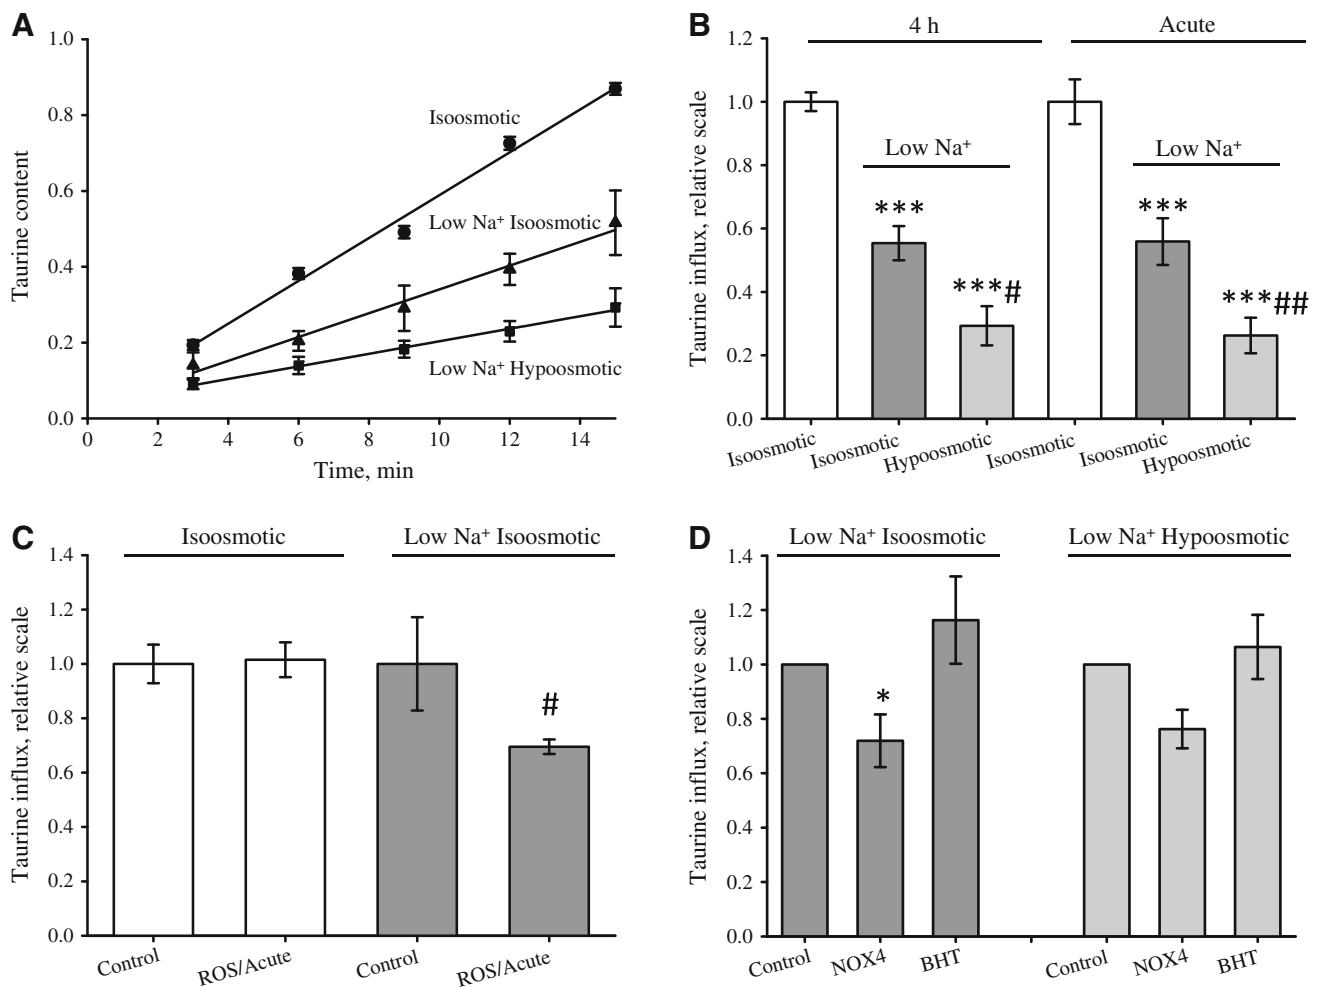 A
1.0
0.8
0.6
0.4
0.2
0.0
Taurine content
Isoosmotic
Low Na⁺ Isoosmotic
Low Na⁺ Hypoosmotic
0 2 4 6 8 10 12 14
Time, min
B
4 h Acute
1.2
1.0
0.8
0.6
0.4
0.2
0.0
Taurine influx, relative scale
Low Na⁺ Low Na⁺
*** ***
***# ***##
Isoosmotic Isoosmotic Hypoosmotic Isoosmotic Isoosmotic Hypoosmotic
C
Isoosmotic Low Na⁺ Isoosmotic
1.4
1.2
1.0
0.8
0.6
0.4
0.2
0.0
Taurine influx, relative scale
#
Control ROS/Acute Control ROS/Acute
D
Low Na⁺ Isoosmotic Low Na⁺ Hypoosmotic
1.4
1.2
1.0
0.8
0.6
0.4
0.2
0.0
Taurine influx, relative scale
*
Control NOX4 BHT Control NOX4 BHT